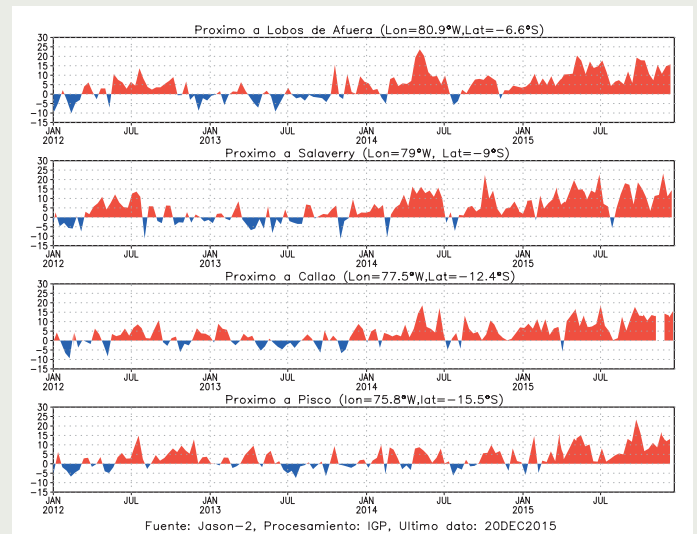 Proximo a Lobos de Afuera (Lon=80.9°W,Lat=-6.6°S)
30
25
20
15
10
5
0
-5
-10
-15
JAN 2012
JUL
JAN 2013
JUL
JAN 2014
JUL
JAN 2015
JUL
Proximo a Salaverry (Lon=79°W, Lat=-9°S)
30
25
20
15
10
5
0
-5
-10
-15
JAN 2012
JUL
JAN 2013
JUL
JAN 2014
JUL
JAN 2015
JUL
Proximo a Callao (Lon=77.5°W,Lat=-12.4°S)
30
25
20
15
10
5
0
-5
-10
-15
JAN 2012
JUL
JAN 2013
JUL
JAN 2014
JUL
JAN 2015
JUL
Proximo a Pisco (lon=75.8°W,lat=-15.5°S)
30
25
20
15
10
5
0
-5
-10
-15
JAN 2012
JUL
JAN 2013
JUL
JAN 2014
JUL
JAN 2015
JUL
Fuente: Jason-2, Procesamiento: IGP, Ultimo dato: 20DEC2015